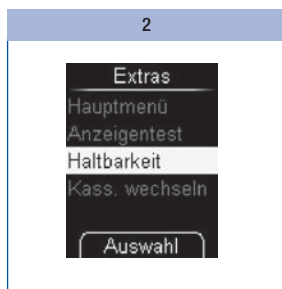 2
Extras
Hauptmenü
Anzeigentest
Haltbarkeit
Kass. wechseln
Auswahl